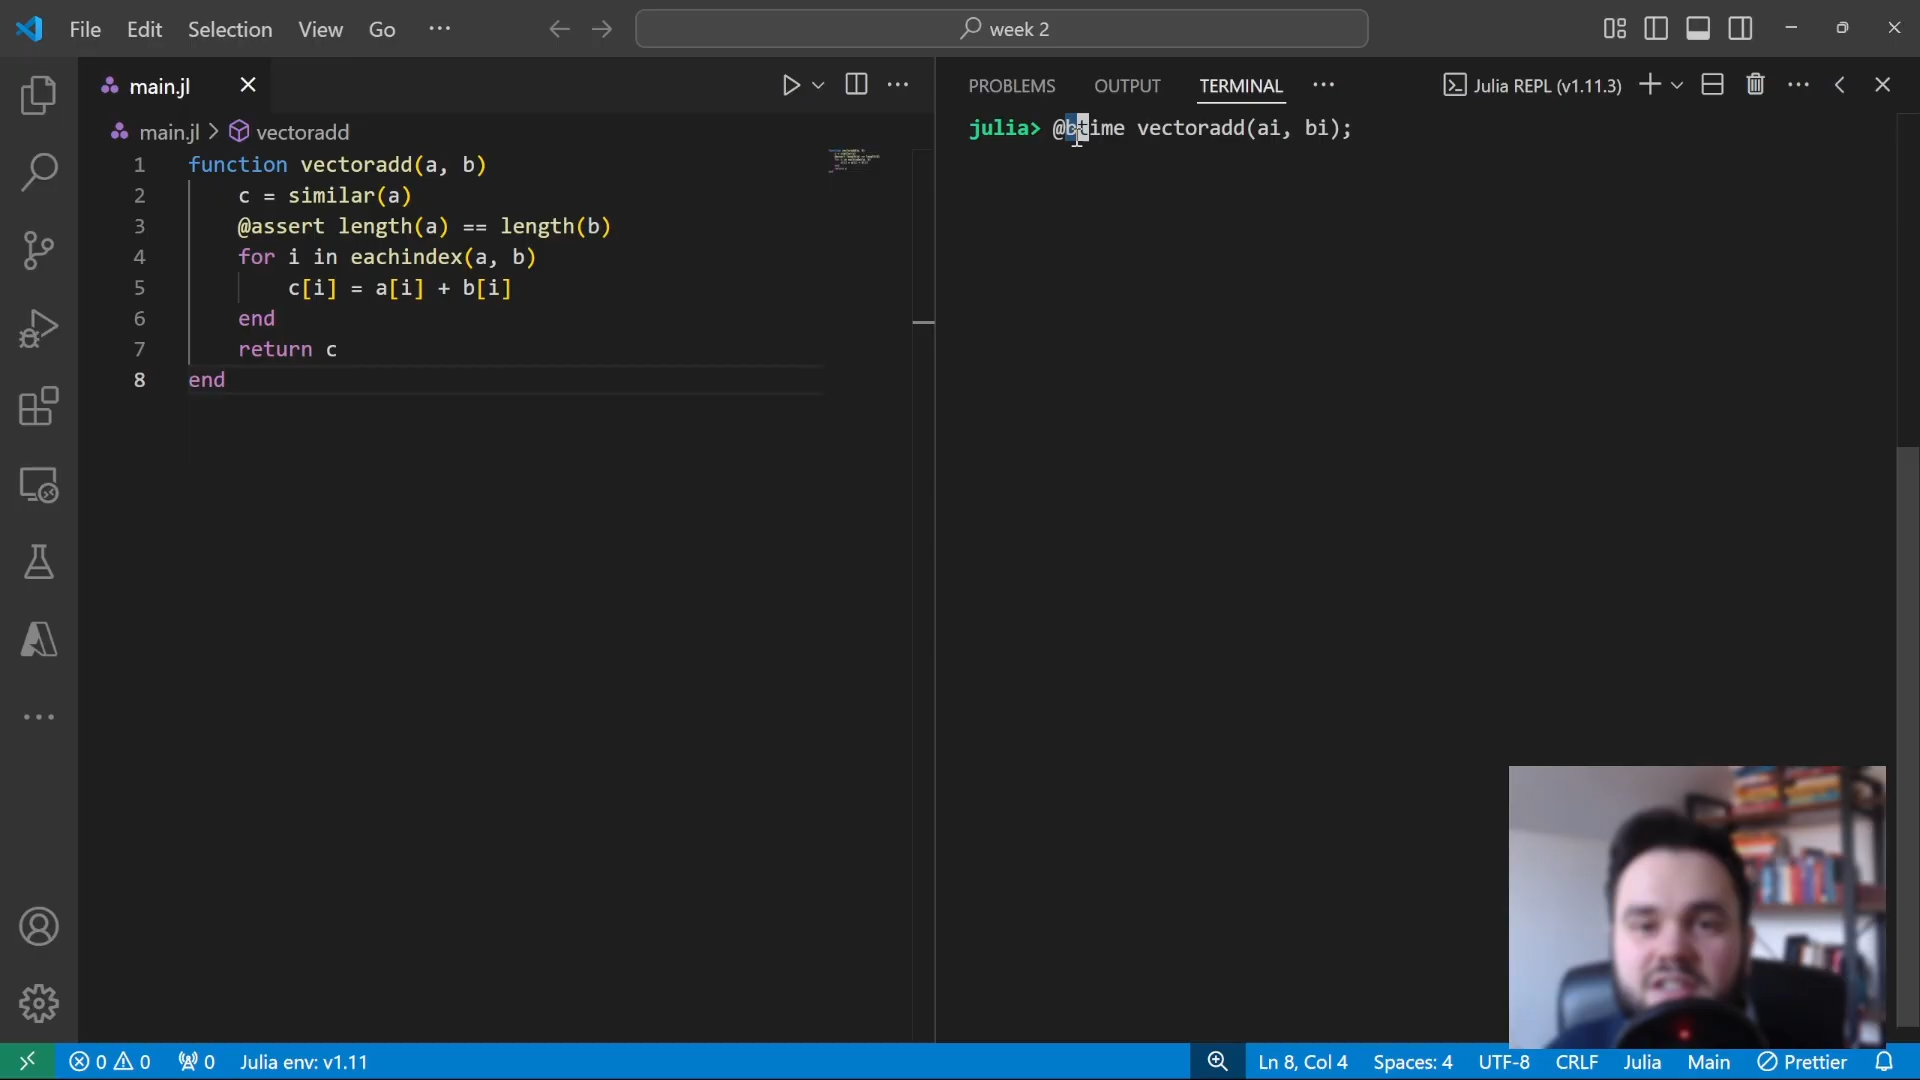 File Edit Selection View Go ··· week 2
main.jl
PROBLEMS OUTPUT TERMINAL ··· Julia REPL (v1.11.3)
main.jl > vectoradd
julia> @btime vectoradd(ai, bi);
1 function vectoradd(a, b)
2 c = similar(a)
3 @assert length(a) == length(b)
4 for i in eachindex(a, b)
5 c[i] = a[i] + b[i]
6 end
7 return c
8 end
0 0 0 Julia env: v1.11 Ln 8, Col 4 Spaces: 4 UTF-8 CRLF Julia Main Prettier